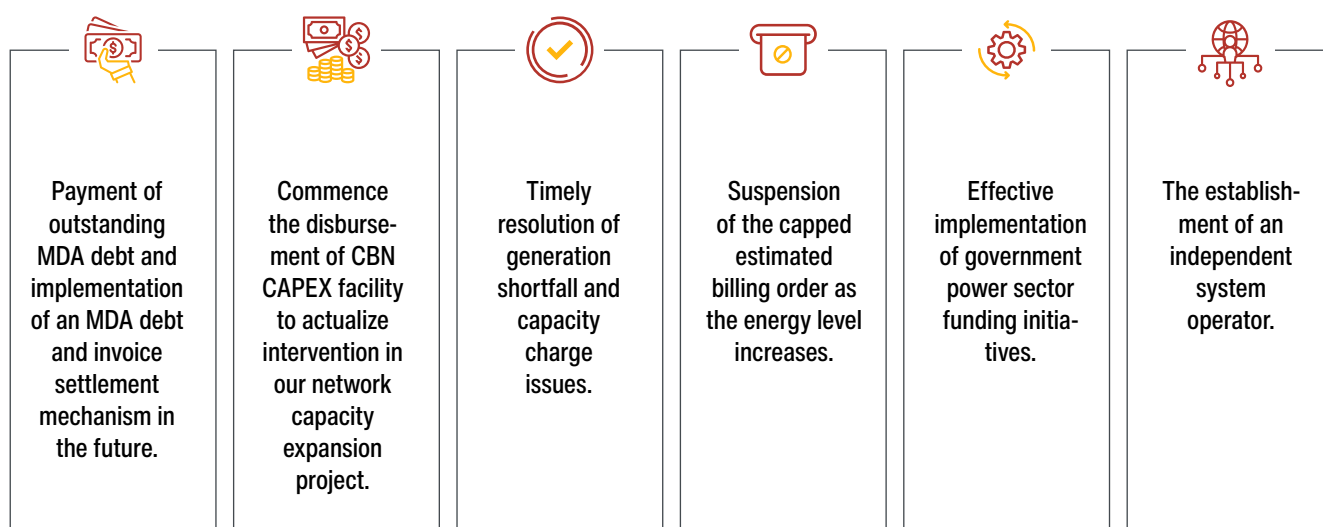 Payment of
outstanding
MDA debt and
implementation
of an MDA debt
and invoice
settlement
mechanism in
the future.
Commence
the disburse-
ment of CBN
CAPEX facility
to actualize
intervention in
our network
capacity
expansion
project.
Timely
resolution of
generation
shortfall and
capacity
charge
issues.
Suspension
of the capped
estimated
billing order as
the energy level
increases.
Effective
implementation
of government
power sector
funding initia-
tives.
The establish-
ment of an
independent
system
operator.